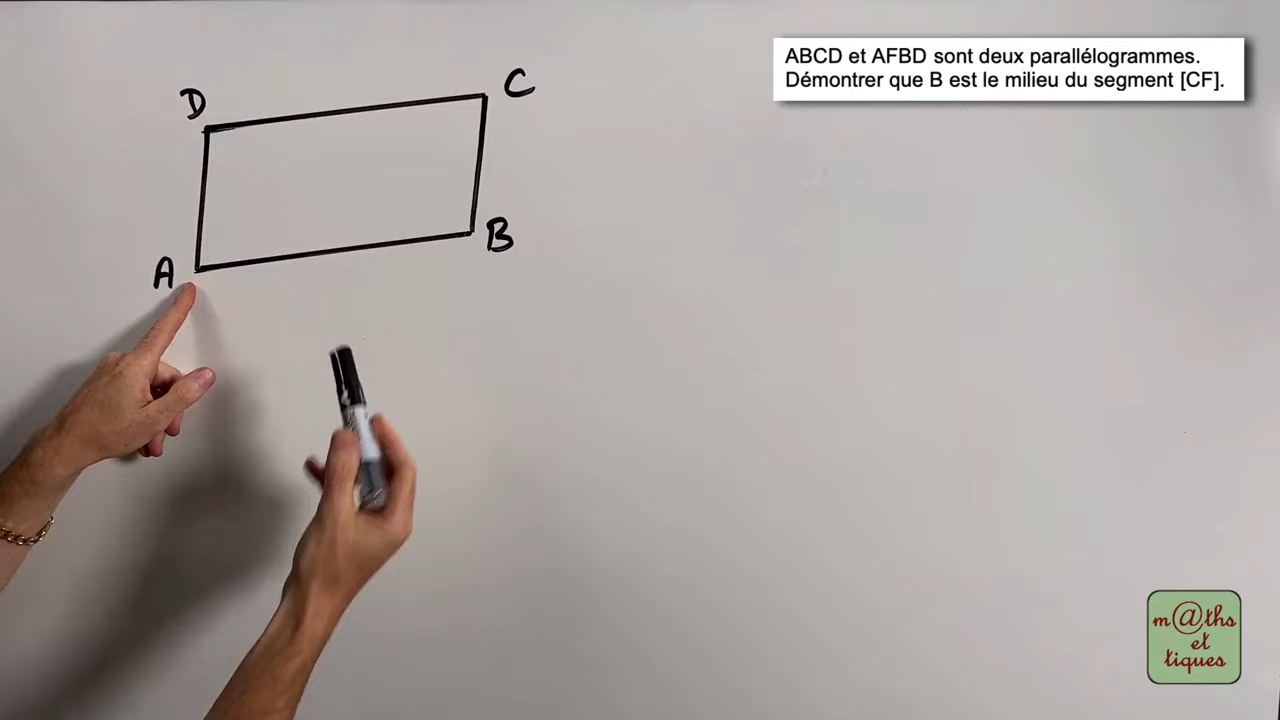 ABCD et AFBD sont deux parallélogrammes.
Démontrer que B est le milieu du segment [CF].
D
C
B
A
m@ths
et
tiques